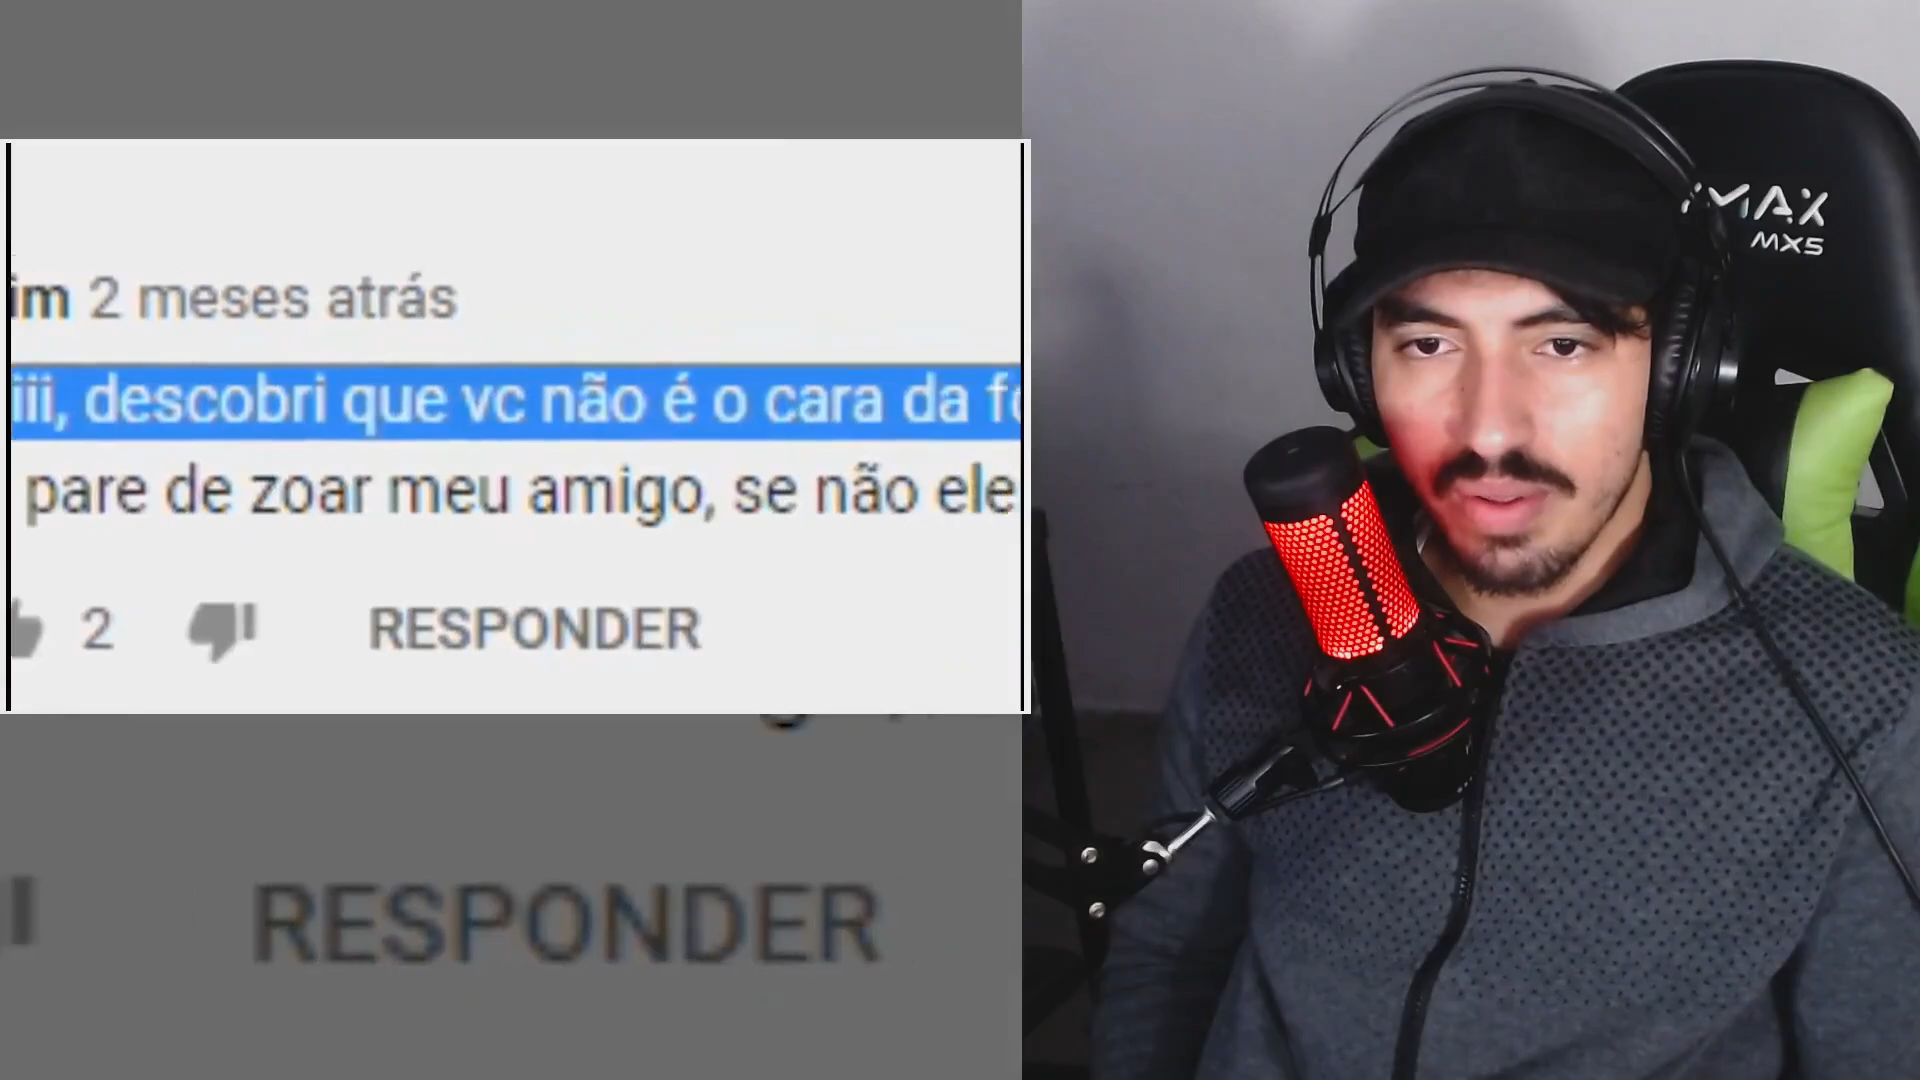 im 2 meses atrás
iii, descobri que vc não é o cara da fo
pare de zoar meu amigo, se não ele
2 RESPONDER
RESPONDER
MAX
MX5